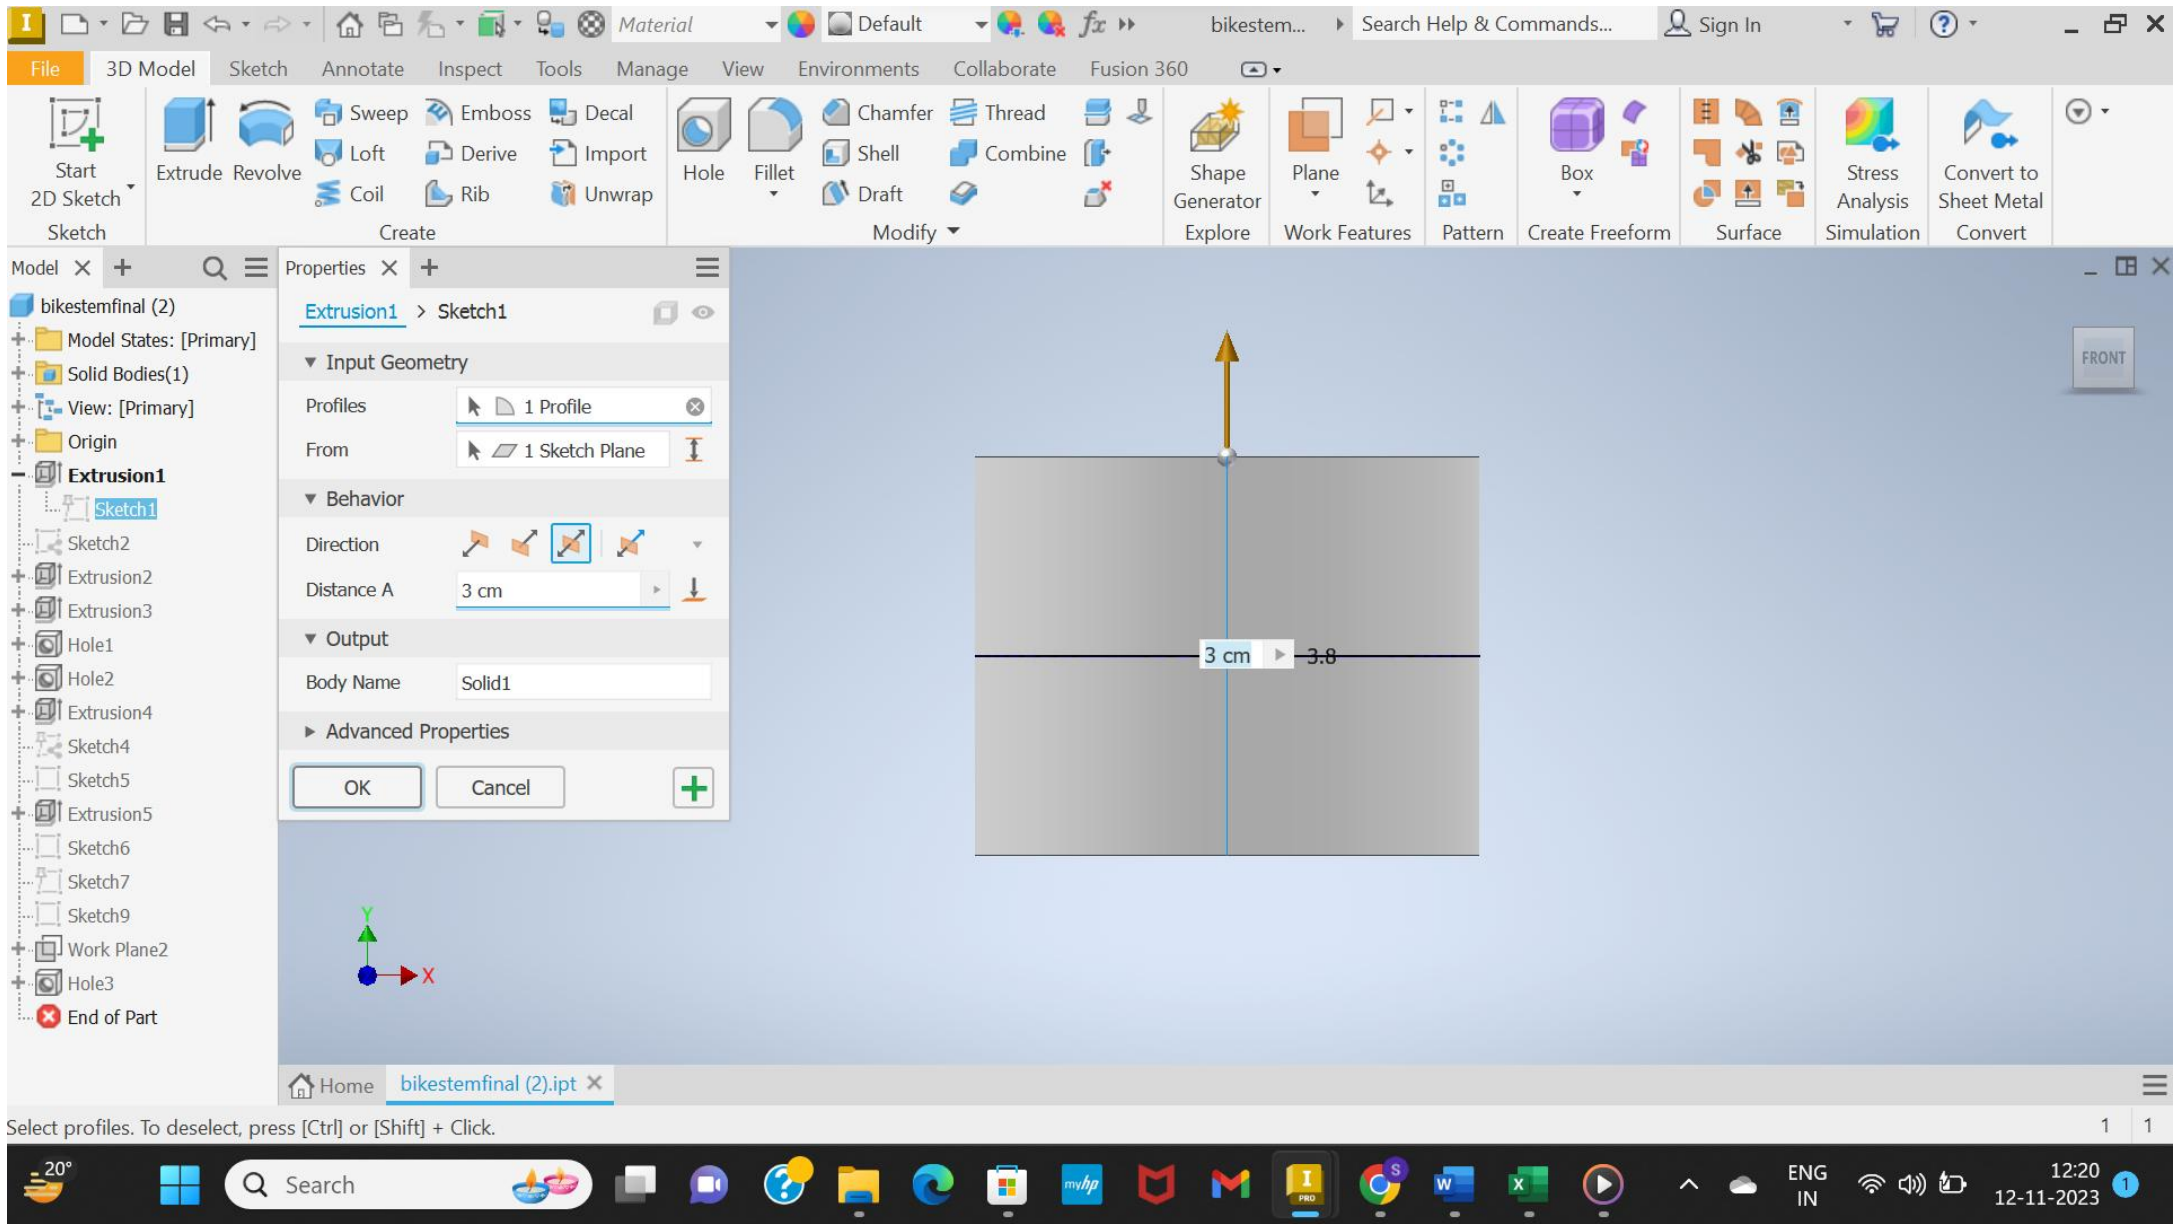 I PRO Material Default fx bikestem... Search Help & Commands... Sign In
File 3D Model Sketch Annotate Inspect Tools Manage View Environments Collaborate Fusion 360
Start 2D Sketch
Extrude Revolve
Sweep Emboss Decal
Loft Derive Import
Coil Rib Unwrap
Hole Fillet
Chamfer Thread
Shell Combine
Draft
Shape Generator
Plane
Box
Stress Analysis
Convert to Sheet Metal
Sketch Create Modify Explore Work Features Pattern Create Freeform Surface Simulation Convert
Model
bikestemfinal (2)
Model States: [Primary]
Solid Bodies(1)
View: [Primary]
Origin
Extrusion1
Sketch1
Sketch2
Extrusion2
Extrusion3
Hole1
Hole2
Extrusion4
Sketch4
Sketch5
Extrusion5
Sketch6
Sketch7
Sketch9
Work Plane2
Hole3
End of Part
Properties
Extrusion1 > Sketch1
Input Geometry
Profiles 1 Profile
From 1 Sketch Plane
Behavior
Direction
Distance A 3 cm
Output
Body Name Solid1
Advanced Properties
OK Cancel
FRONT
3 cm 3.8
Y
X
Home bikestemfinal (2).ipt
Select profiles. To deselect, press [Ctrl] or [Shift] + Click. 1 1
20° Search myhp I PRO S W X ENG IN 12:20 12-11-2023 1